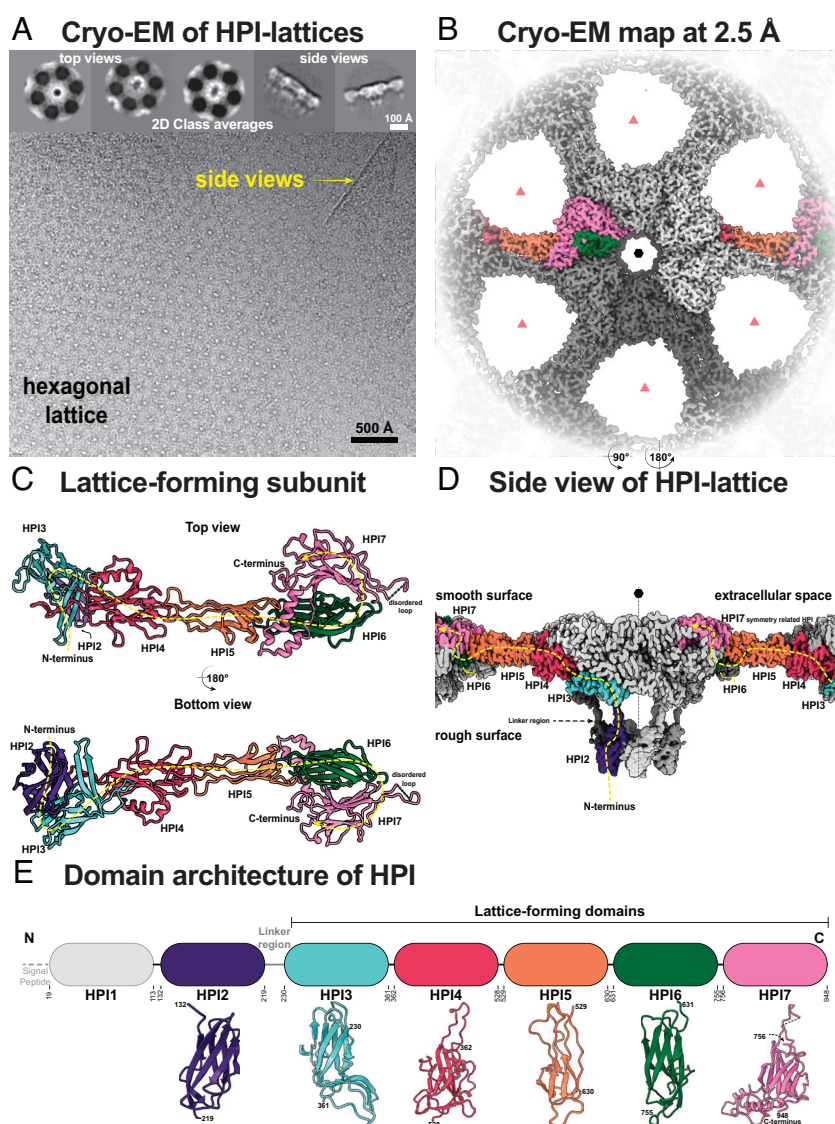 A Cryo-EM of HPI-lattices
top views
side views
2D Class averages
100 Å
side views
hexagonal
lattice
500 Å
B Cryo-EM map at 2.5 Å
90°
180°
C Lattice-forming subunit
Top view
HPI3
HPI7
C-terminus
disordered
loop
HPI6
HPI5
HPI4
HPI2
N-terminus
180°
Bottom view
N-terminus
HPI2
HPI6
disordered
loop
HPI5
HPI4
C-terminus
HPI7
HPI3
D Side view of HPI-lattice
smooth surface
extracellular space
HPI7
HPI7 symmetry related HPI
HPI5
HPI6
HPI4
HPI3
HPI6
HPI5
HPI4
HPI3
Linker region
rough surface
HPI2
N-terminus
E Domain architecture of HPI
Lattice-forming domains
N
Linker
region
C
Signal
Peptide
19
113
132
219
230
361
362
528
529
630
631
755
756
948
HPI1
HPI2
HPI3
HPI4
HPI5
HPI6
HPI7
132
219
230
361
362
529
630
631
755
756
948
C-terminus